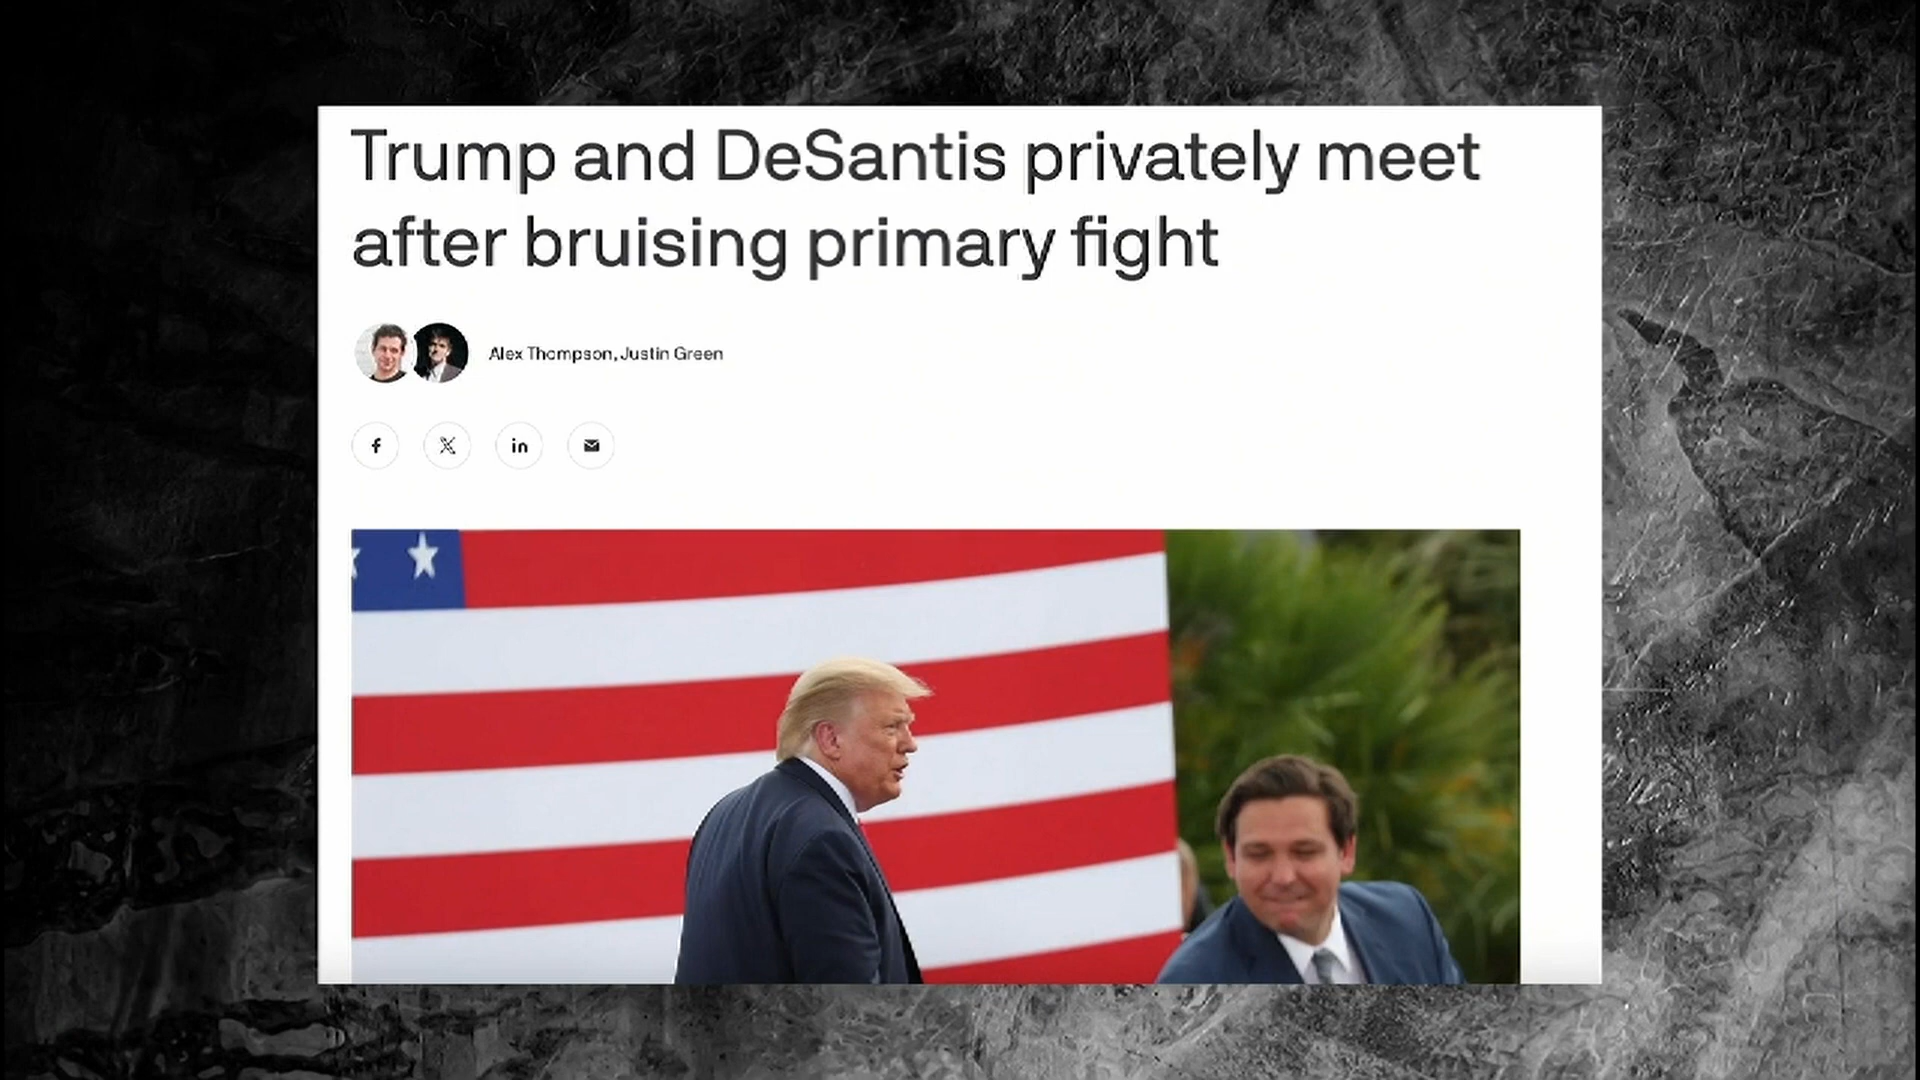 Trump and DeSantis privately meet
after bruising primary fight
Alex Thompson, Justin Green